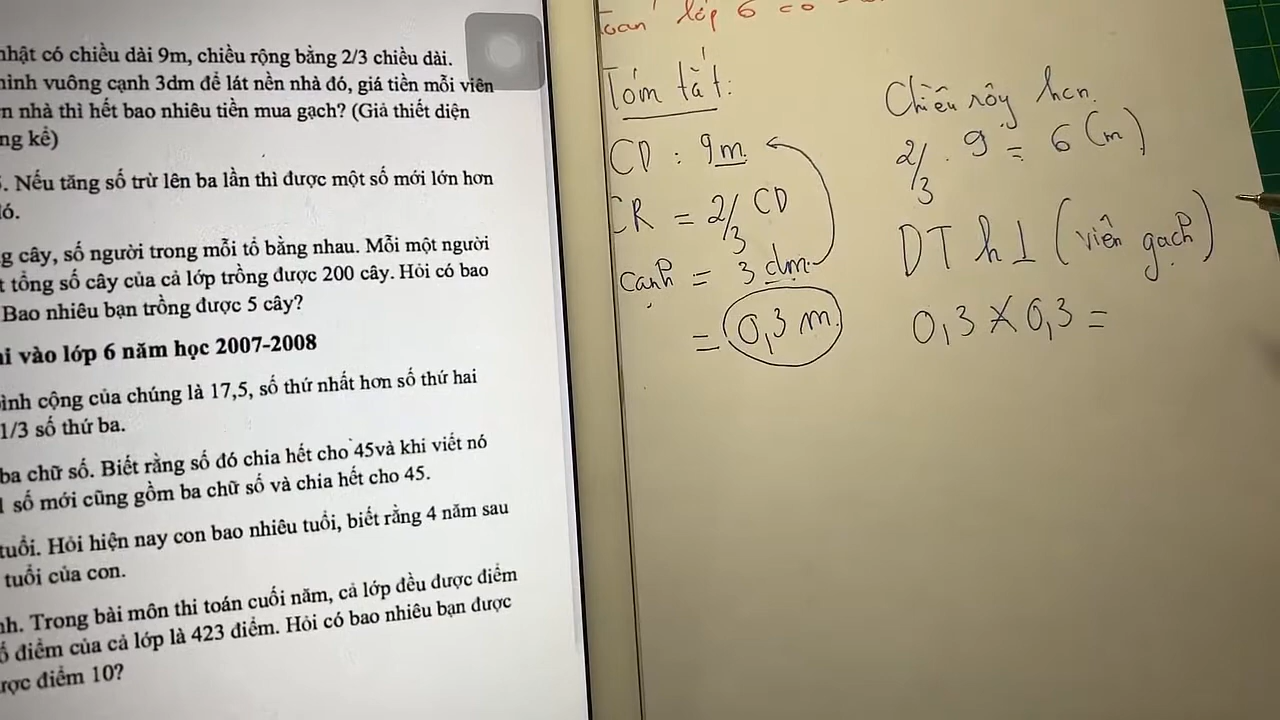 nhật có chiều dài 9m, chiều rộng bằng 2/3 chiều dài.
hình vuông cạnh 3dm để lát nền nhà đó, giá tiền mỗi viên
n nhà thì hết bao nhiêu tiền mua gạch? (Giả thiết diện
ng kể)
. Nếu tăng số trừ lên ba lần thì được một số mới lớn hơn
đó.
g cây, số người trong mỗi tổ bằng nhau. Mỗi một người
t tổng số cây của cả lớp trồng được 200 cây. Hỏi có bao
Bao nhiêu bạn trồng được 5 cây?
hi vào lớp 6 năm học 2007-2008
bình cộng của chúng là 17,5, số thứ nhất hơn số thứ hai
1/3 số thứ ba.
ba chữ số. Biết rằng số đó chia hết cho 45và khi viết nó
1 số mới cũng gồm ba chữ số và chia hết cho 45.
tuổi. Hỏi hiện nay con bao nhiêu tuổi, biết rằng 4 năm sau
tuổi của con.
nh. Trong bài môn thi toán cuối năm, cả lớp đều được điểm
ố điểm của cả lớp là 423 điểm. Hỏi có bao nhiêu bạn được
ược điểm 10?
Toán lớp 6 có
Tóm tắt:
CD : 9m
CR = 2/3 CD
cạnh = 3 dm
= 0,3 m
Chiều rộng hcn.
2/3 . 9 = 6 (m)
DT h⊥ (viên gạch)
0,3 × 0,3 =